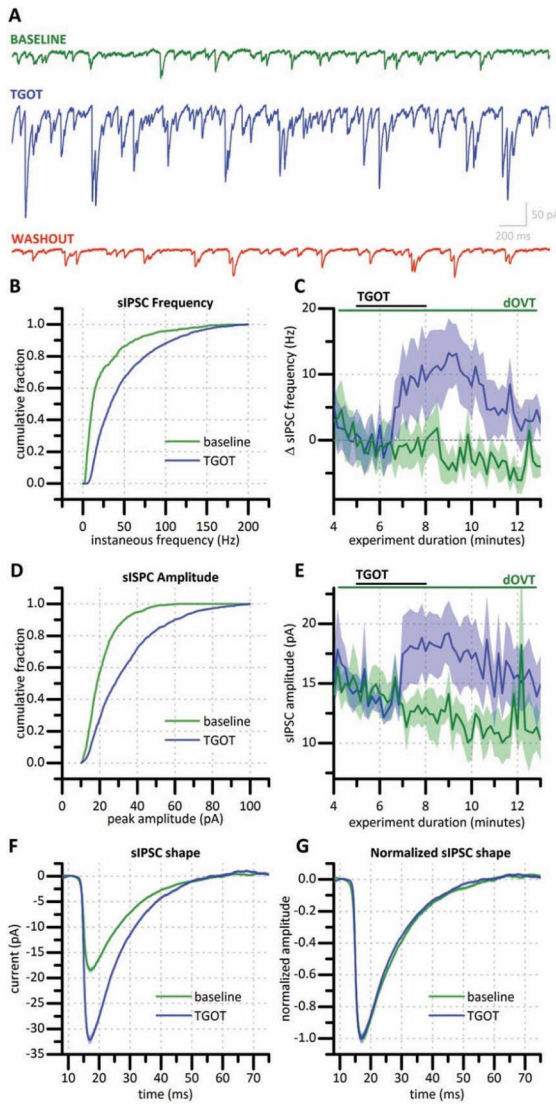 A
BASELINE
TGOT
50 pA
200 ms
WASHOUT
B
sIPSC Frequency
cumulative fraction
1.0
0.8
0.6
0.4
0.2
0.0
baseline
TGOT
0 50 100 150 200
instaneous frequency (Hz)
C
TGOT
dOVT
Δ sIPSC frequency (Hz)
20
10
0
4 6 8 10 12
experiment duration (minutes)
D
sISPC Amplitude
cumulative fraction
1.0
0.8
0.6
0.4
0.2
0.0
baseline
TGOT
0 20 40 60 80 100
peak amplitude (pA)
E
TGOT
dOVT
sIPSC amplitude (pA)
20
15
10
4 6 8 10 12
experiment duration (minutes)
F
sIPSC shape
current (pA)
0
-5
-10
-15
-20
-25
-30
-35
baseline
TGOT
10 20 30 40 50 60 70
time (ms)
G
Normalized sIPSC shape
normalized amplitude
0.0
-0.2
-0.4
-0.6
-0.8
-1.0
baseline
TGOT
10 20 30 40 50 60 70
time (ms)